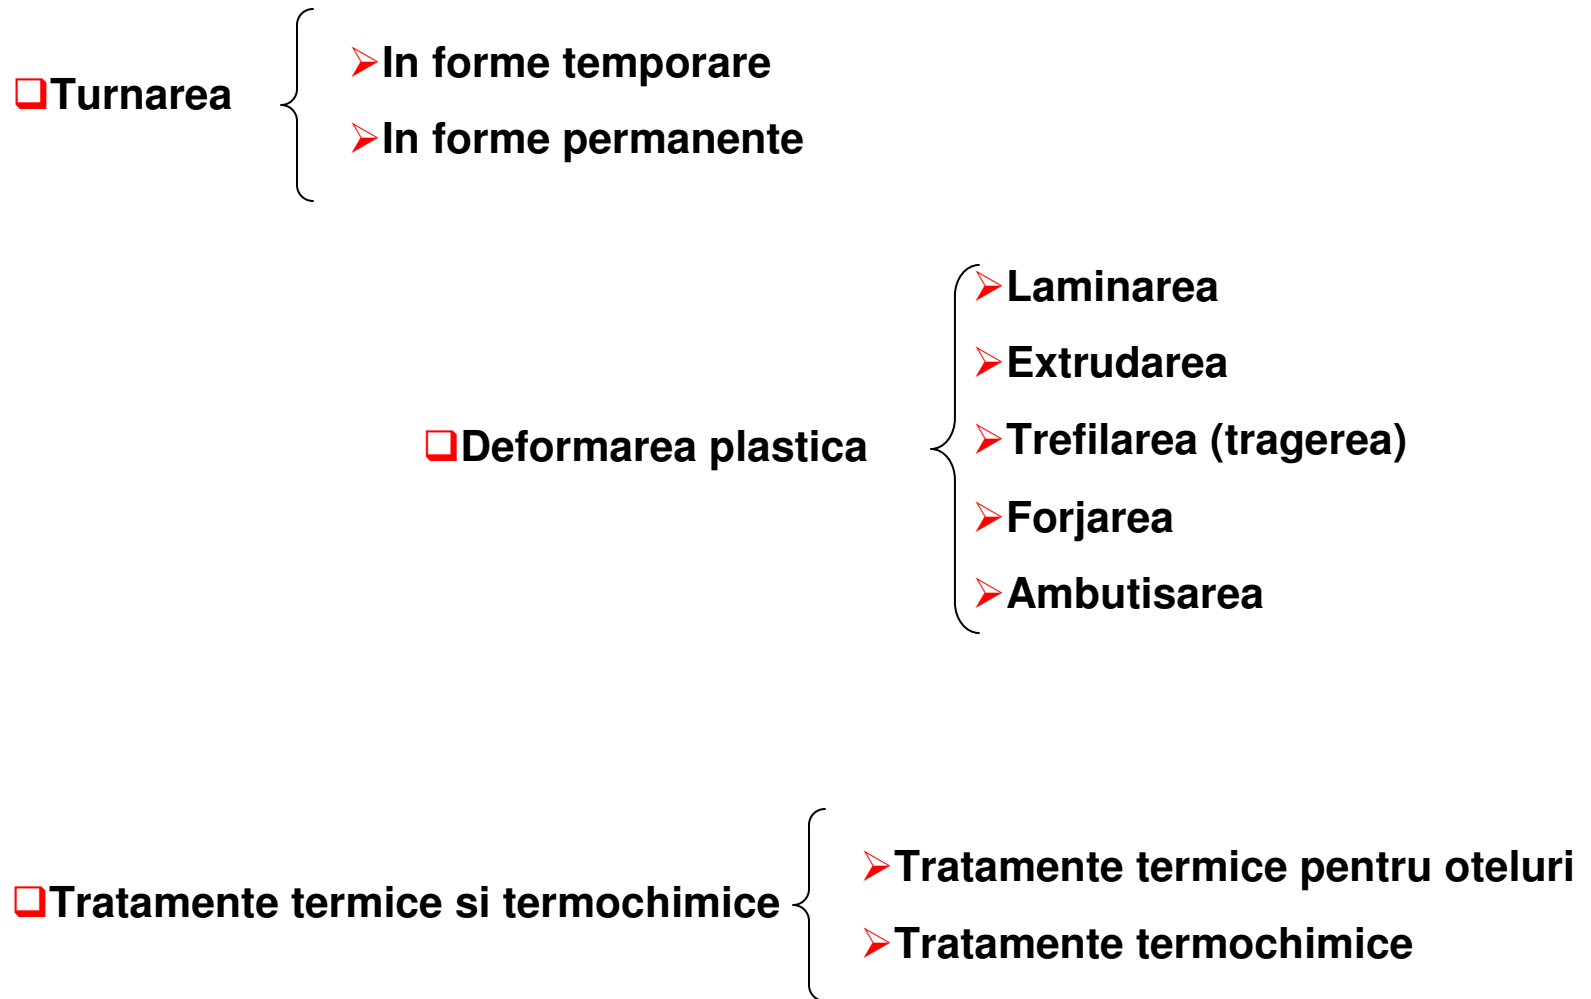 ❑Turnarea
➢In forme temporare
➢In forme permanente
❑Deformarea plastica
➢Laminarea
➢Extrudarea
➢Trefilarea (tragerea)
➢Forjarea
➢Ambutisarea
❑Tratamente termice si termochimice
➢Tratamente termice pentru oteluri
➢Tratamente termochimice